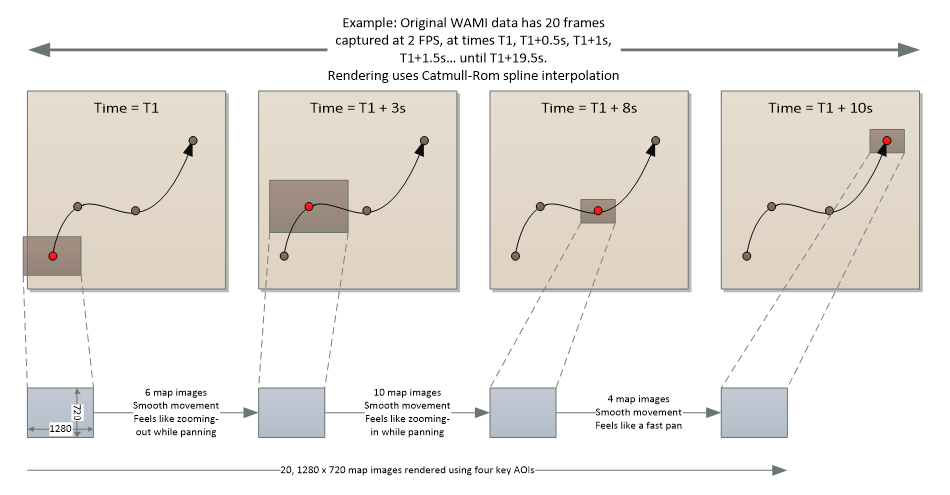 Example: Original WAMI data has 20 frames
captured at 2 FPS, at times T1, T1+0.5s, T1+1s,
T1+1.5s... until T1+19.5s.
Rendering uses Catmull-Rom spline interpolation
Time = T1
Time = T1 + 3s
Time = T1 + 8s
Time = T1 + 10s
720
1280
6 map images
Smooth movement
Feels like zooming-
out while panning
10 map images
Smooth movement
Feels like zooming-
in while panning
4 map images
Smooth movement
Feels like a fast pan
20, 1280 x 720 map images rendered using four key AOIs